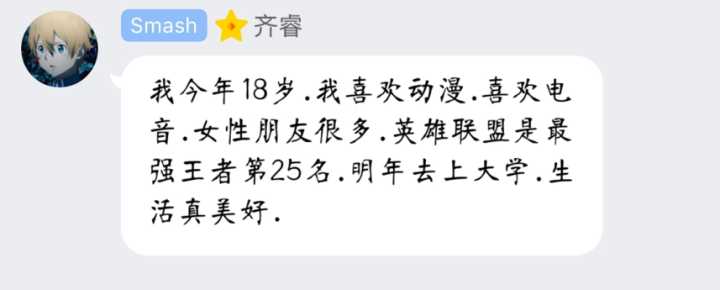 Smash 齐睿
我今年18岁.我喜欢动漫.喜欢电
音.女性朋友很多.英雄联盟是最
强王者第25名.明年去上大学.生
活真美好.